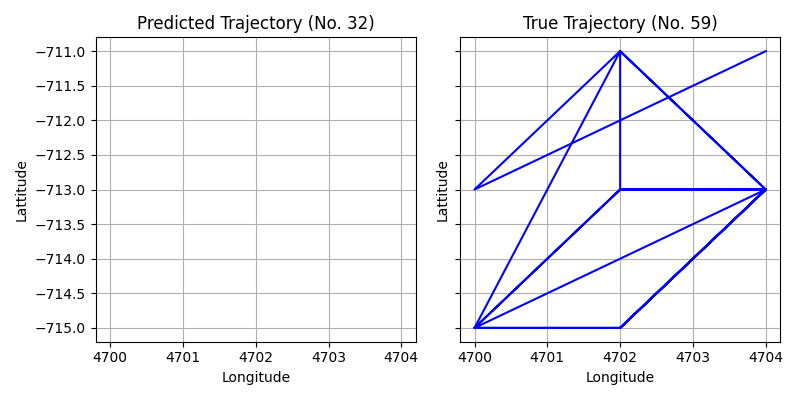 Predicted Trajectory (No. 32)
−711.0
−711.5
−712.0
−712.5
−713.0
−713.5
−714.0
−714.5
−715.0
Lattitude
4700 4701 4702 4703 4704
Longitude
True Trajectory (No. 59)
Lattitude
4700 4701 4702 4703 4704
Longitude